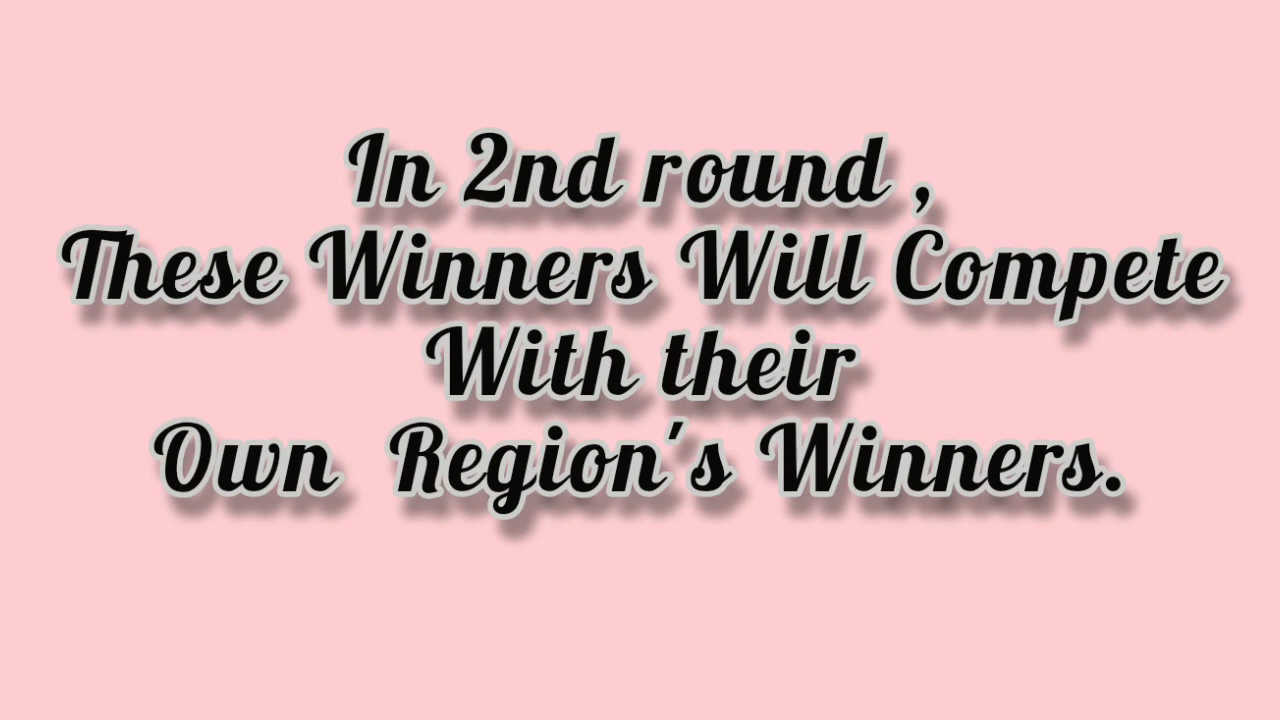 In 2nd round ,
These Winners Will Compete
With their
Own Region's Winners.